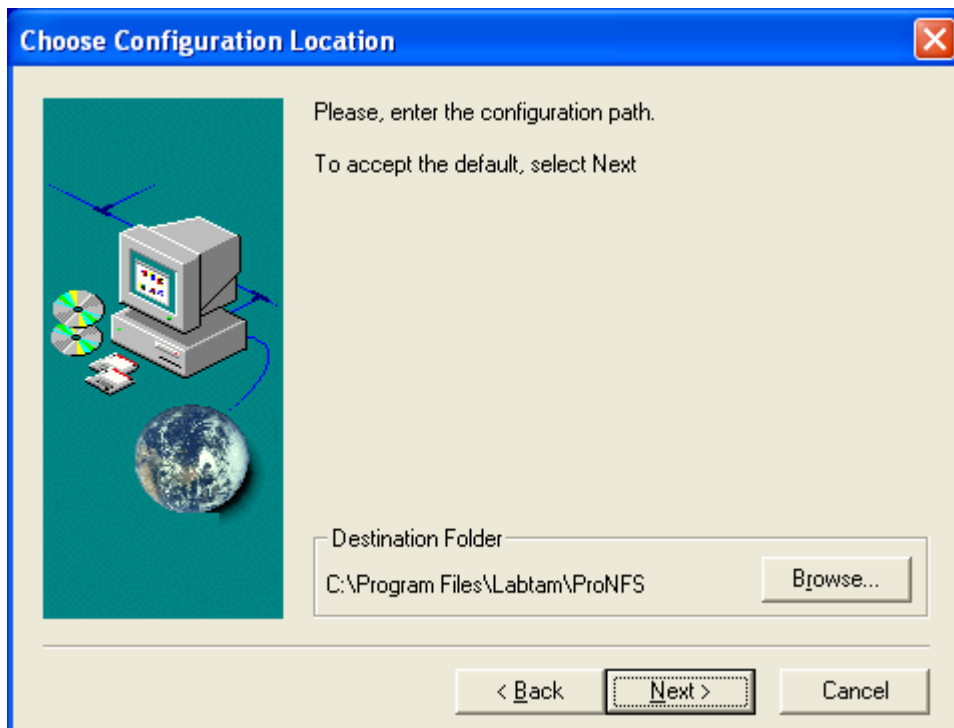 Choose Configuration Location
Please, enter the configuration path.
To accept the default, select Next
Destination Folder
C:\Program Files\Labtam\ProNFS
Browse...
< Back
Next >
Cancel